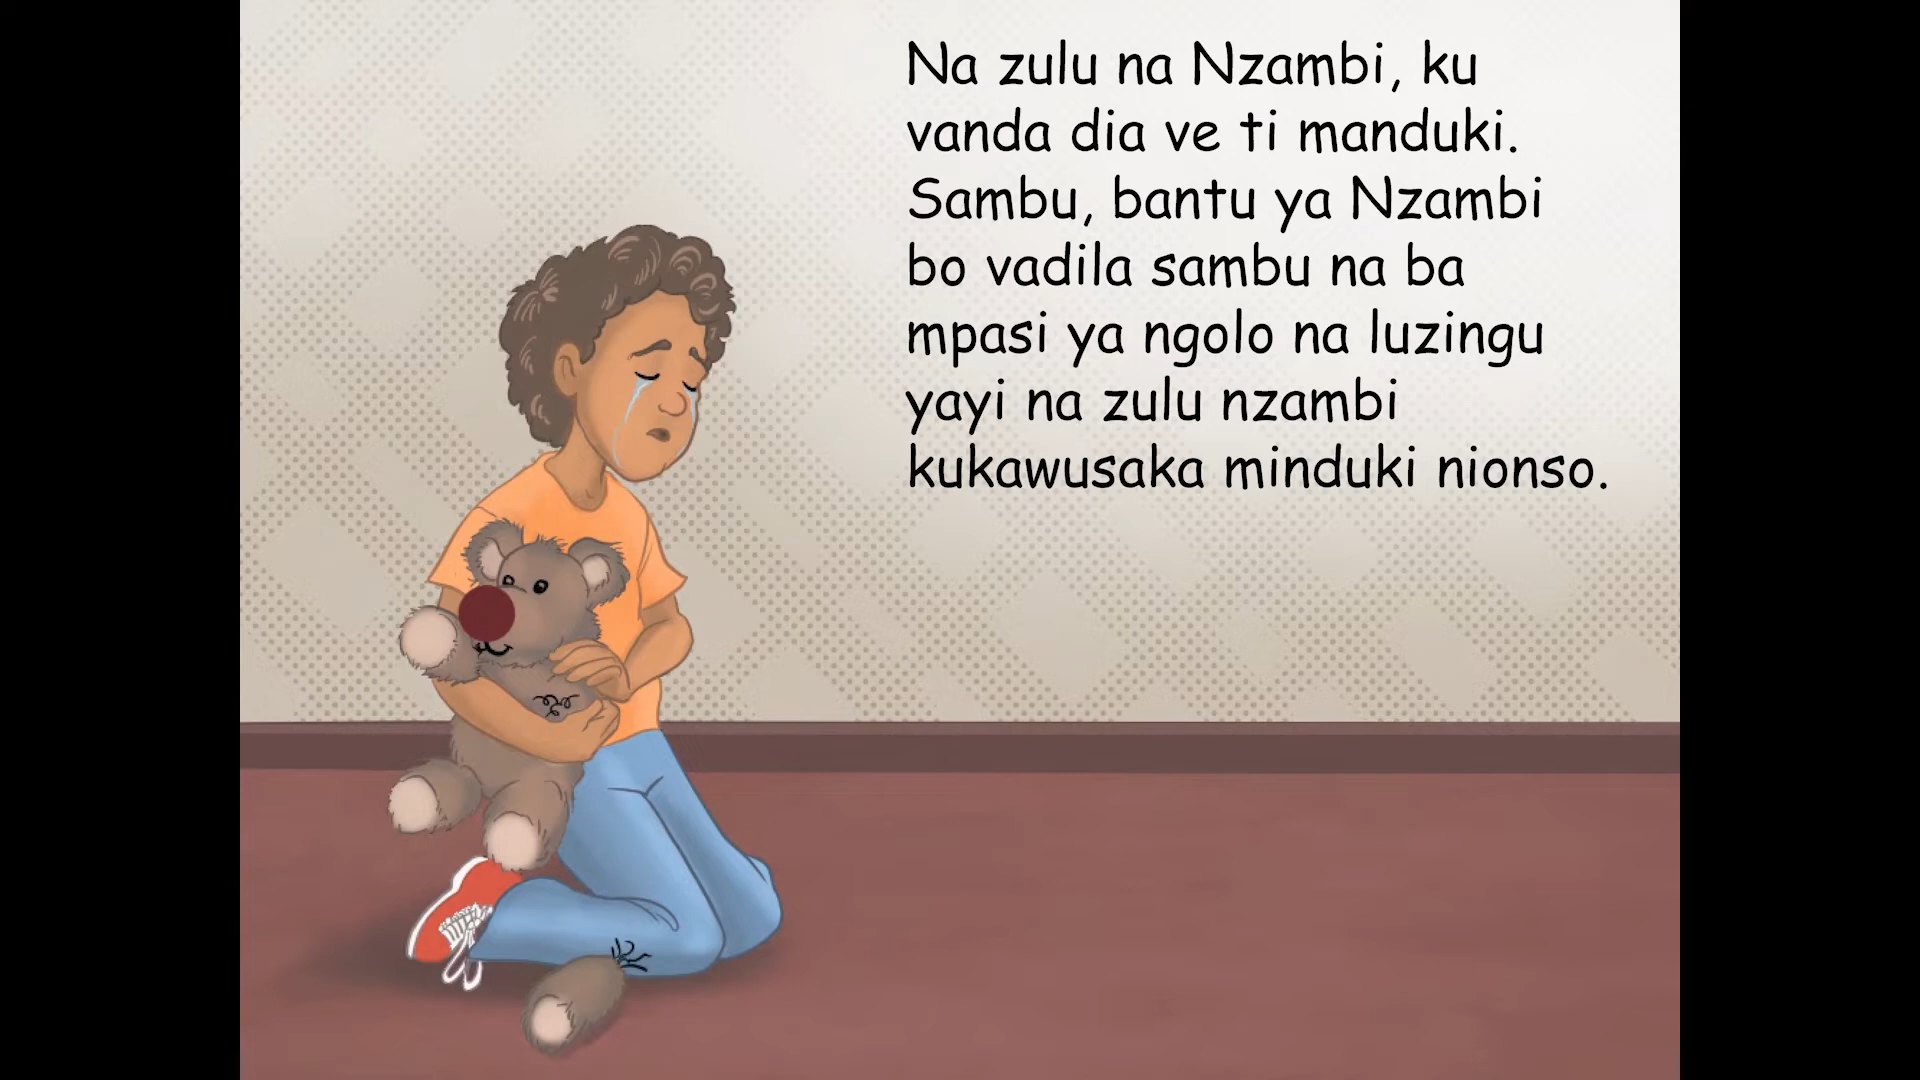 Na zulu na Nzambi, ku
vanda dia ve ti manduki.
Sambu, bantu ya Nzambi
bo vadila sambu na ba
mpasi ya ngolo na luzingu
yayi na zulu nzambi
kukawusaka minduki nionso.